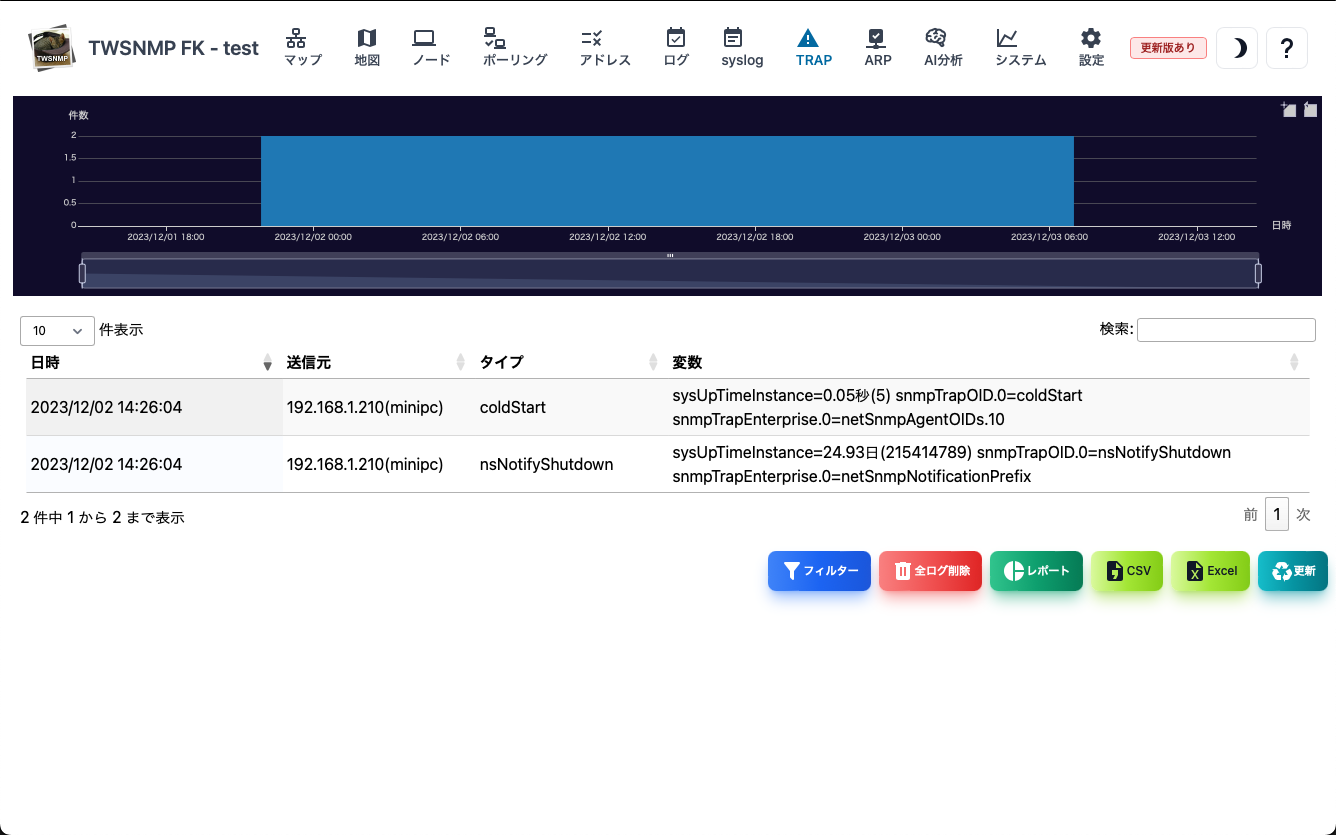 TWSNMP
TWSNMP FK - test
マップ
地図
ノード
ポーリング
アドレス
ログ
syslog
TRAP
ARP
AI分析
システム
設定
更新版あり
?
件数
2
1.5
1
0.5
0
2023/12/01 18:00
2023/12/02 00:00
2023/12/02 06:00
2023/12/02 12:00
2023/12/02 18:00
2023/12/03 00:00
2023/12/03 06:00
2023/12/03 12:00
日時
10 件表示
検索:
日時 送信元 タイプ 変数
2023/12/02 14:26:04 192.168.1.210(minipc) coldStart sysUpTimeInstance=0.05秒(5) snmpTrapOID.0=coldStart
snmpTrapEnterprise.0=netSnmpAgentOIDs.10
2023/12/02 14:26:04 192.168.1.210(minipc) nsNotifyShutdown sysUpTimeInstance=24.93日(215414789) snmpTrapOID.0=nsNotifyShutdown
snmpTrapEnterprise.0=netSnmpNotificationPrefix
2 件中 1 から 2 まで表示
前 1 次
フィルター
全ログ削除
レポート
CSV
Excel
更新